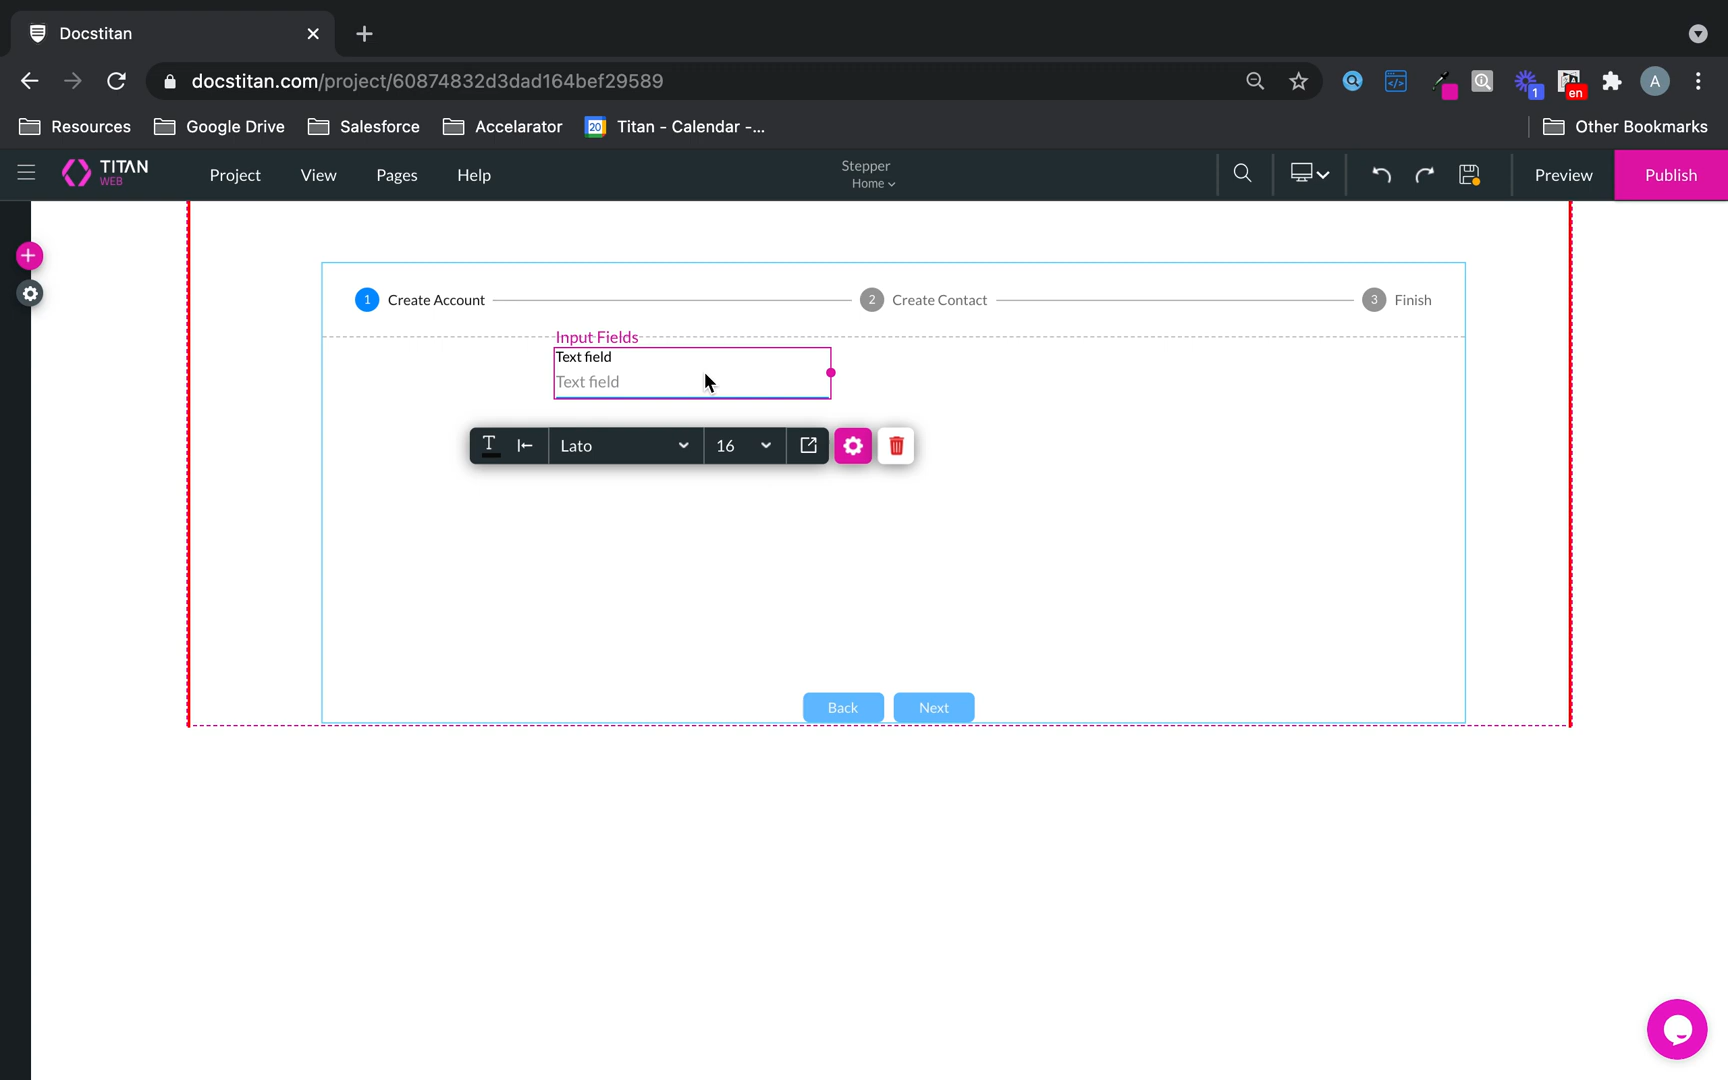 Docstitan
docstitan.com/project/60874832d3dad164bef29589
1
en
A
Resources
Google Drive
Salesforce
Accelarator
20
Titan - Calendar -...
Other Bookmarks
TITAN
WEB
Project
View
Pages
Help
Stepper
Home
Preview
Publish
1 Create Account
2 Create Contact
3 Finish
Input Fields
Text field
Text field
T
Lato
16
Back
Next